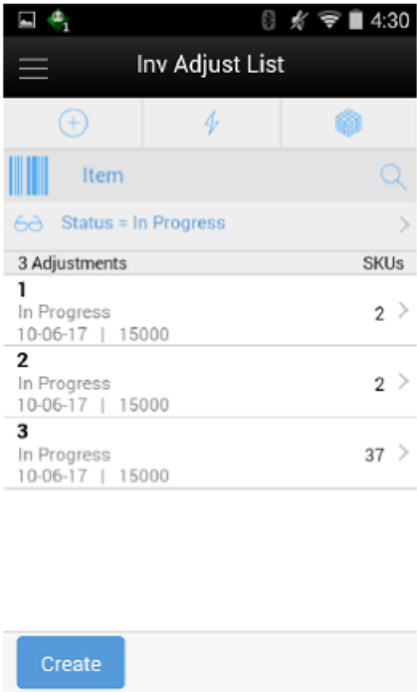 1 4:30
Inv Adjust List
Item
Status = In Progress
3 Adjustments SKUs
1
In Progress 2
10-06-17 | 15000
2
In Progress 2
10-06-17 | 15000
3
In Progress 37
10-06-17 | 15000
Create